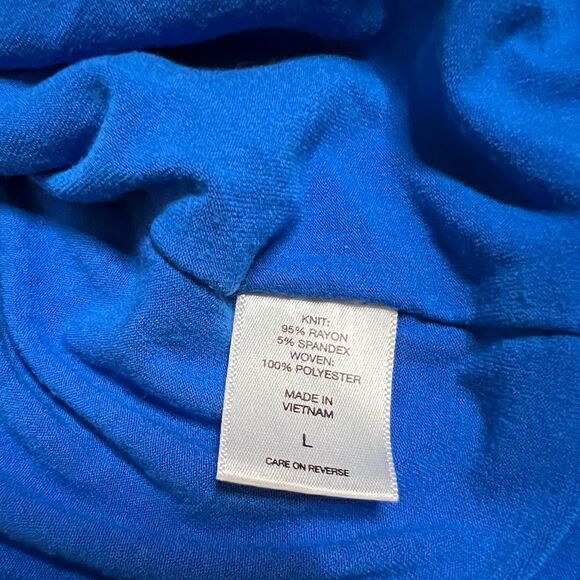 KNIT:
95% RAYON
5% SPANDEX
WOVEN:
100% POLYESTER
MADE IN
VIETNAM
L
CARE ON REVERSE